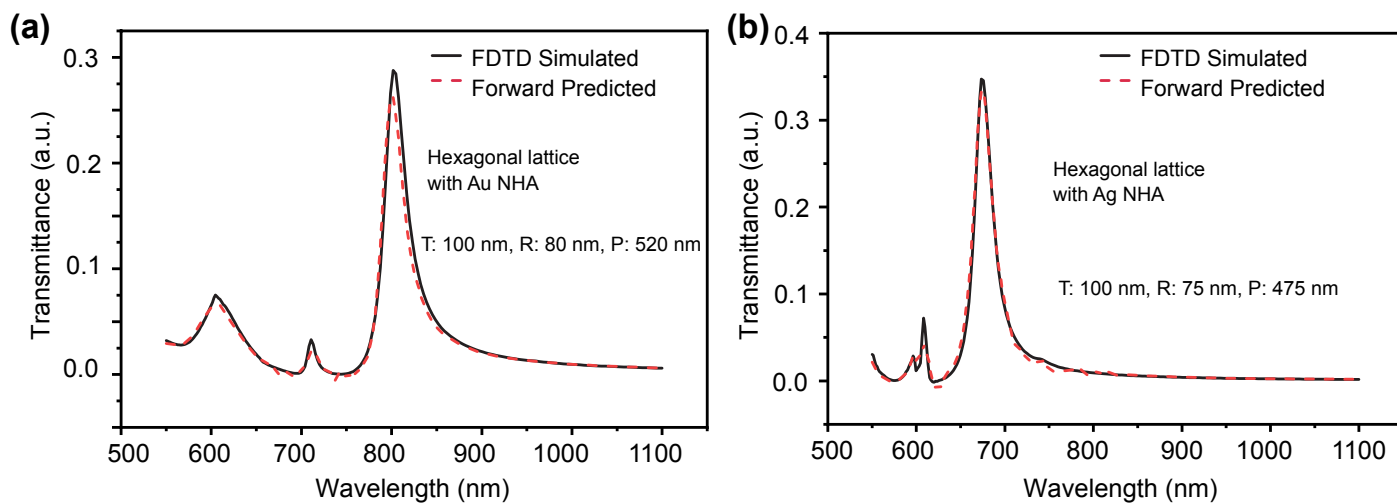 (a)
0.3
0.2
0.1
0.0
Transmittance (a.u.)
FDTD Simulated
Forward Predicted
Hexagonal lattice
with Au NHA
T: 100 nm, R: 80 nm, P: 520 nm
500 600 700 800 900 1000 1100
Wavelength (nm)
(b)
0.4
0.3
0.2
0.1
0.0
Transmittance (a.u.)
FDTD Simulated
Forward Predicted
Hexagonal lattice
with Ag NHA
T: 100 nm, R: 75 nm, P: 475 nm
500 600 700 800 900 1000 1100
Wavelength (nm)